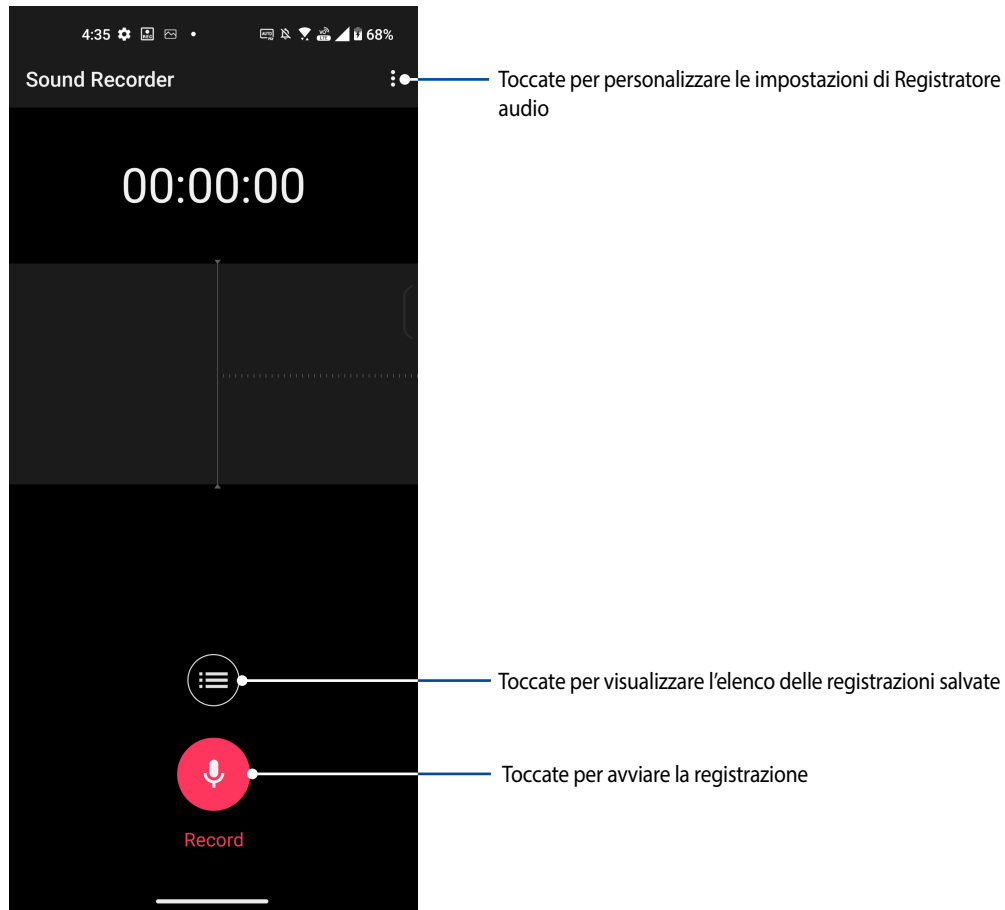 4:35 68%
Sound Recorder
Toccate per personalizzare le impostazioni di Registratore
audio
00:00:00
Toccate per visualizzare l'elenco delle registrazioni salvate
Toccate per avviare la registrazione
Record